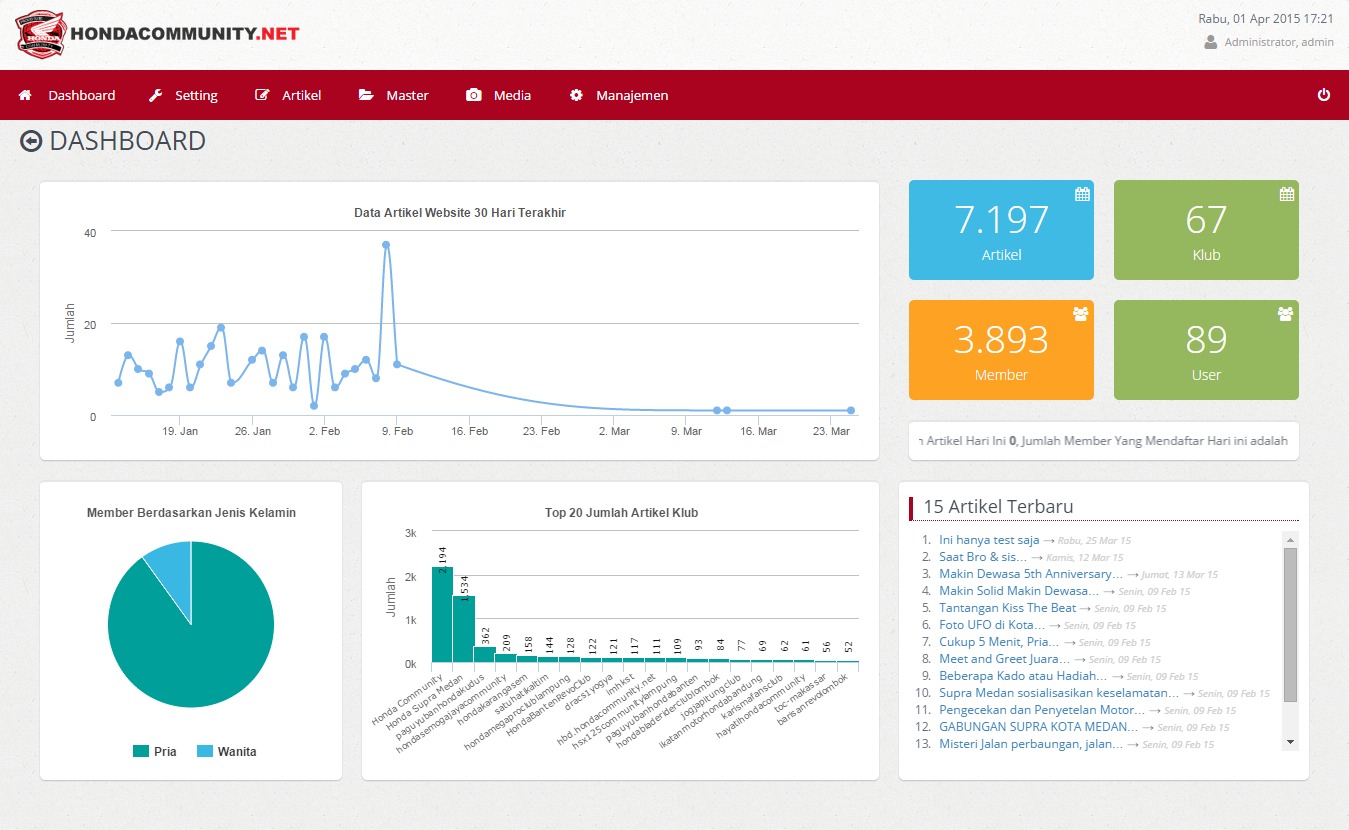 HONDA
HONDACOMMUNITY.NET
Rabu, 01 Apr 2015 17:21
Administrator, admin
Dashboard
Setting
Artikel
Master
Media
Manajemen
DASHBOARD
Data Artikel Website 30 Hari Terakhir
Jumlah
40
20
0
19. Jan
26. Jan
2. Feb
9. Feb
16. Feb
23. Feb
2. Mar
9. Mar
16. Mar
23. Mar
7.197
Artikel
67
Klub
3.893
Member
89
User
Artikel Hari Ini 0, Jumlah Member Yang Mendaftar Hari ini adalah
Member Berdasarkan Jenis Kelamin
Pria
Wanita
Top 20 Jumlah Artikel Klub
Jumlah
3k
2k
1k
0k
2,194
1,534
362
209
158
144
128
122
121
117
111
109
93
84
77
69
62
61
56
52
Honda Community
Honda Supra Medan
paguyubanhondakudus
hondasemogajayacommunity
hondakarangasem
satuhatikaltim
hondamegaproclublampung
HondaBantenRevoClub
dracs1yogya
imhkst
hbd_hondacommunity.net
hsx125communitylampung
paguyubanhondabanten
hondabladeriderclublombok
jogjapitungclub
ikatanmotorhondabandung
karismafansclub
hayatihondacommunity
toc-makassar
barisanrevolombok
15 Artikel Terbaru
1. Ini hanya test saja → Rabu, 25 Mar 15
2. Saat Bro & sis... → Kamis, 12 Mar 15
3. Makin Dewasa 5th Anniversary... → Jumat, 13 Mar 15
4. Makin Solid Makin Dewasa... → Senin, 09 Feb 15
5. Tantangan Kiss The Beat → Senin, 09 Feb 15
6. Foto UFO di Kota... → Senin, 09 Feb 15
7. Cukup 5 Menit, Pria... → Senin, 09 Feb 15
8. Meet and Greet Juara... → Senin, 09 Feb 15
9. Beberapa Kado atau Hadiah... → Senin, 09 Feb 15
10. Supra Medan sosialisasikan keselamatan... → Senin, 09 Feb 15
11. Pengecekan dan Penyetelan Motor... → Senin, 09 Feb 15
12. GABUNGAN SUPRA KOTA MEDAN... → Senin, 09 Feb 15
13. Misteri Jalan perbaungan, jalan... → Senin, 09 Feb 15